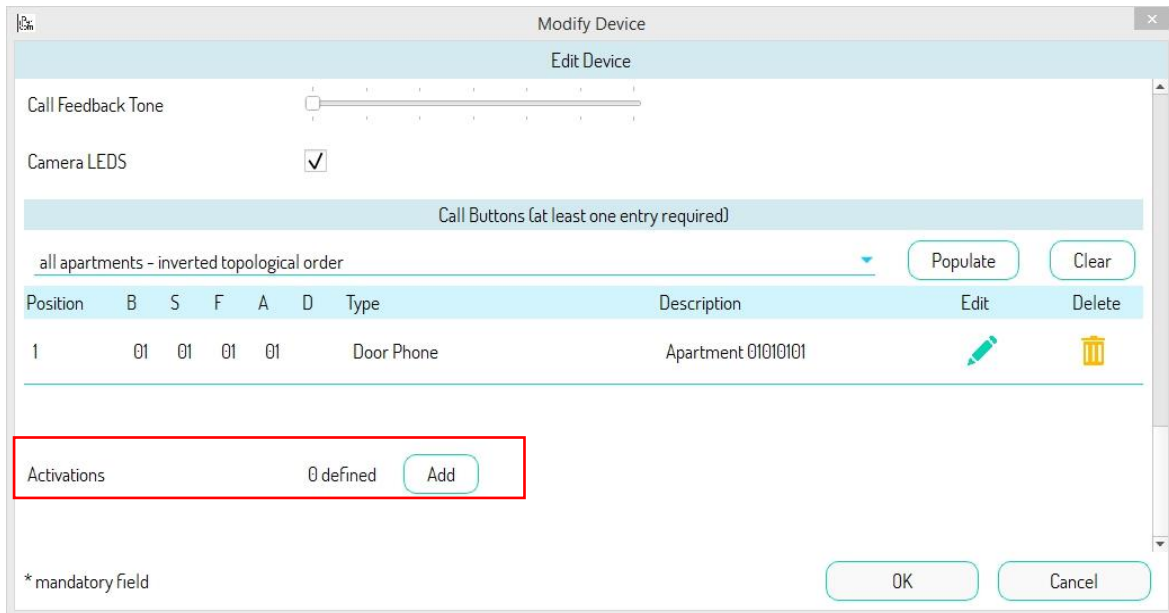 Modify Device
Edit Device
Call Feedback Tone
Camera LEDS
Call Buttons (at least one entry required)
all apartments - inverted topological order Populate Clear
Position B S F A D Type Description Edit Delete
1 01 01 01 01 Door Phone Apartment 01010101
Activations 0 defined Add
* mandatory field OK Cancel